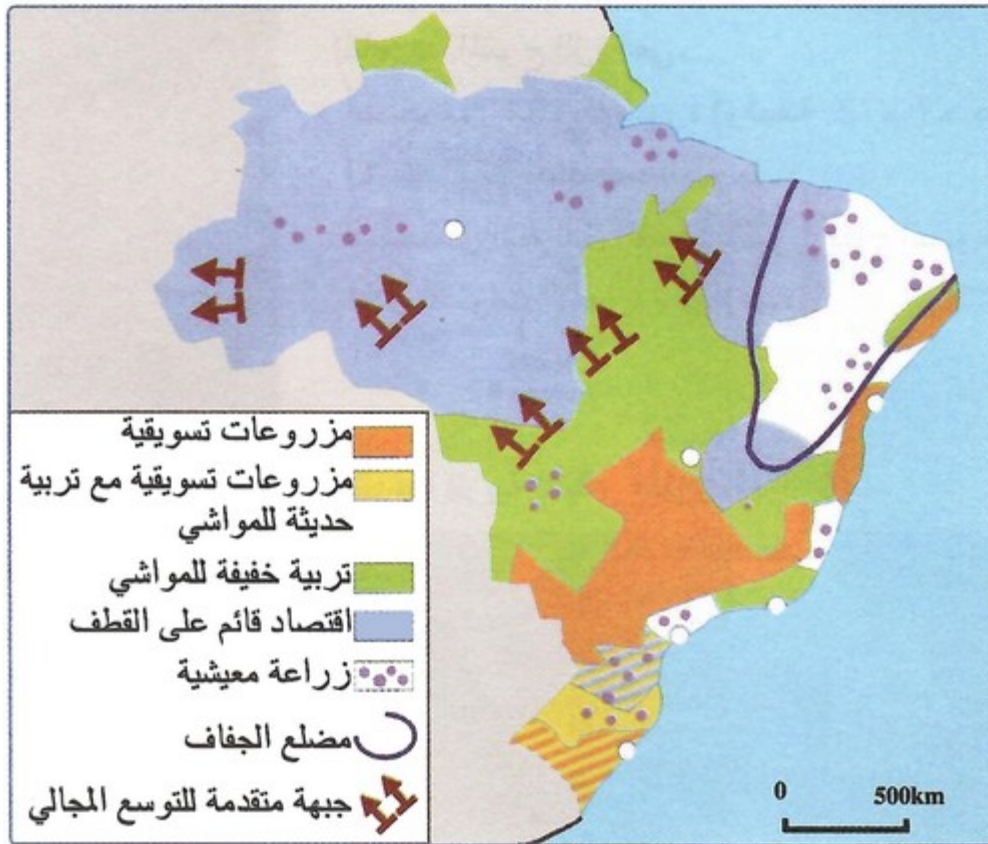 مزروعات تسويقية
مزروعات تسويقية مع تربية
حديثة للمواشي
تربية خفيفة للمواشي
اقتصاد قائم على القطف
زراعة معيشية
مضلع الجفاف
جبهة متقدمة للتوسع المجالي
0 500km